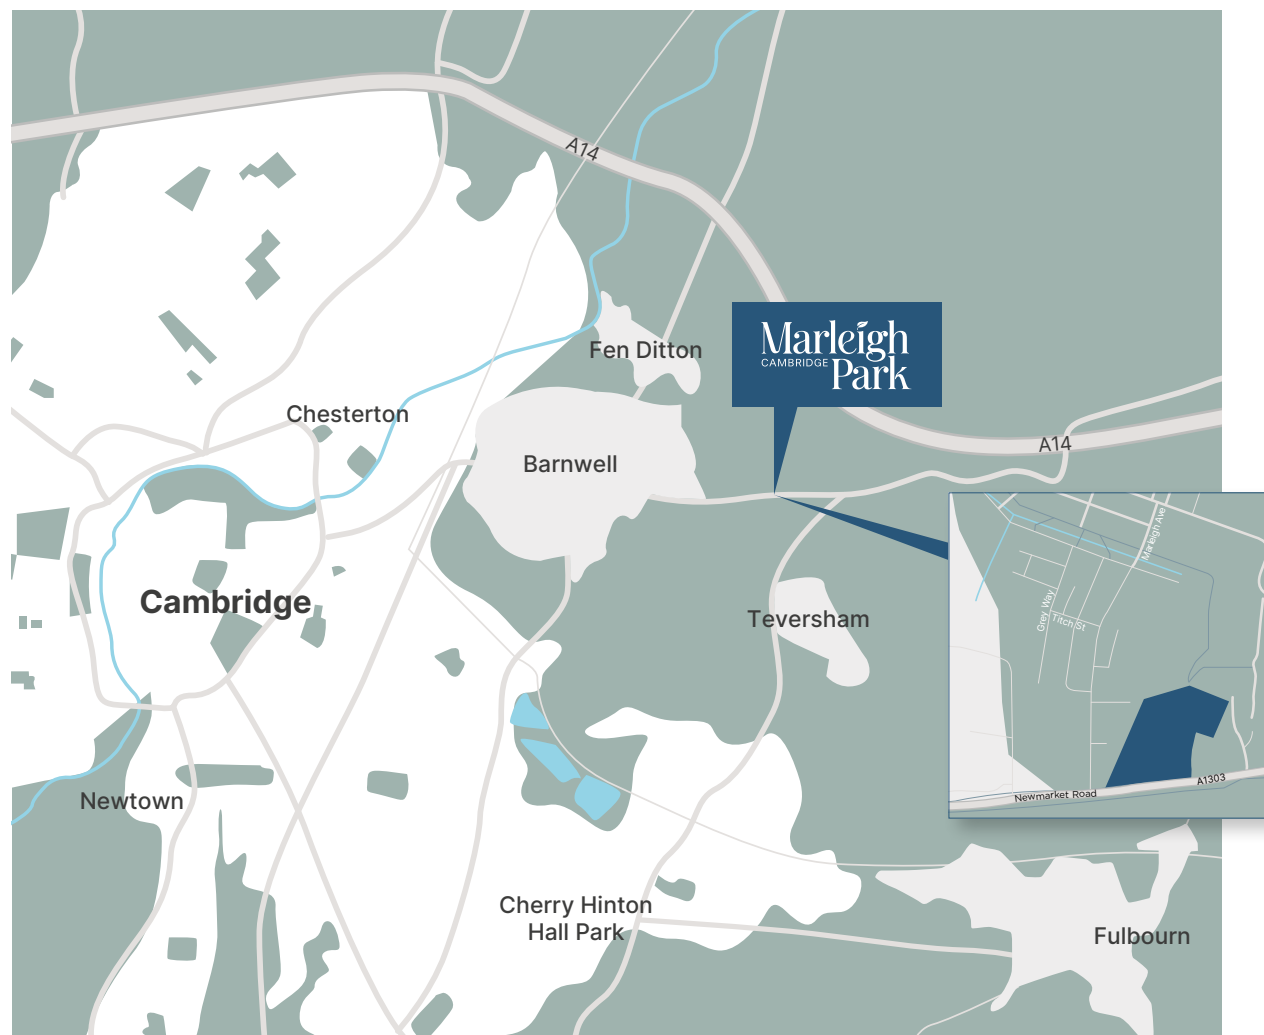 A14
Marleigh
CAMBRIDGE
Park
Fen Ditton
Chesterton
A14
Barnwell
Marleigh Ave
Cambridge
Grey Way
Titch St
Teversham
Newtown
A1303
Newmarket Road
Cherry Hinton
Hall Park
Fulbourn